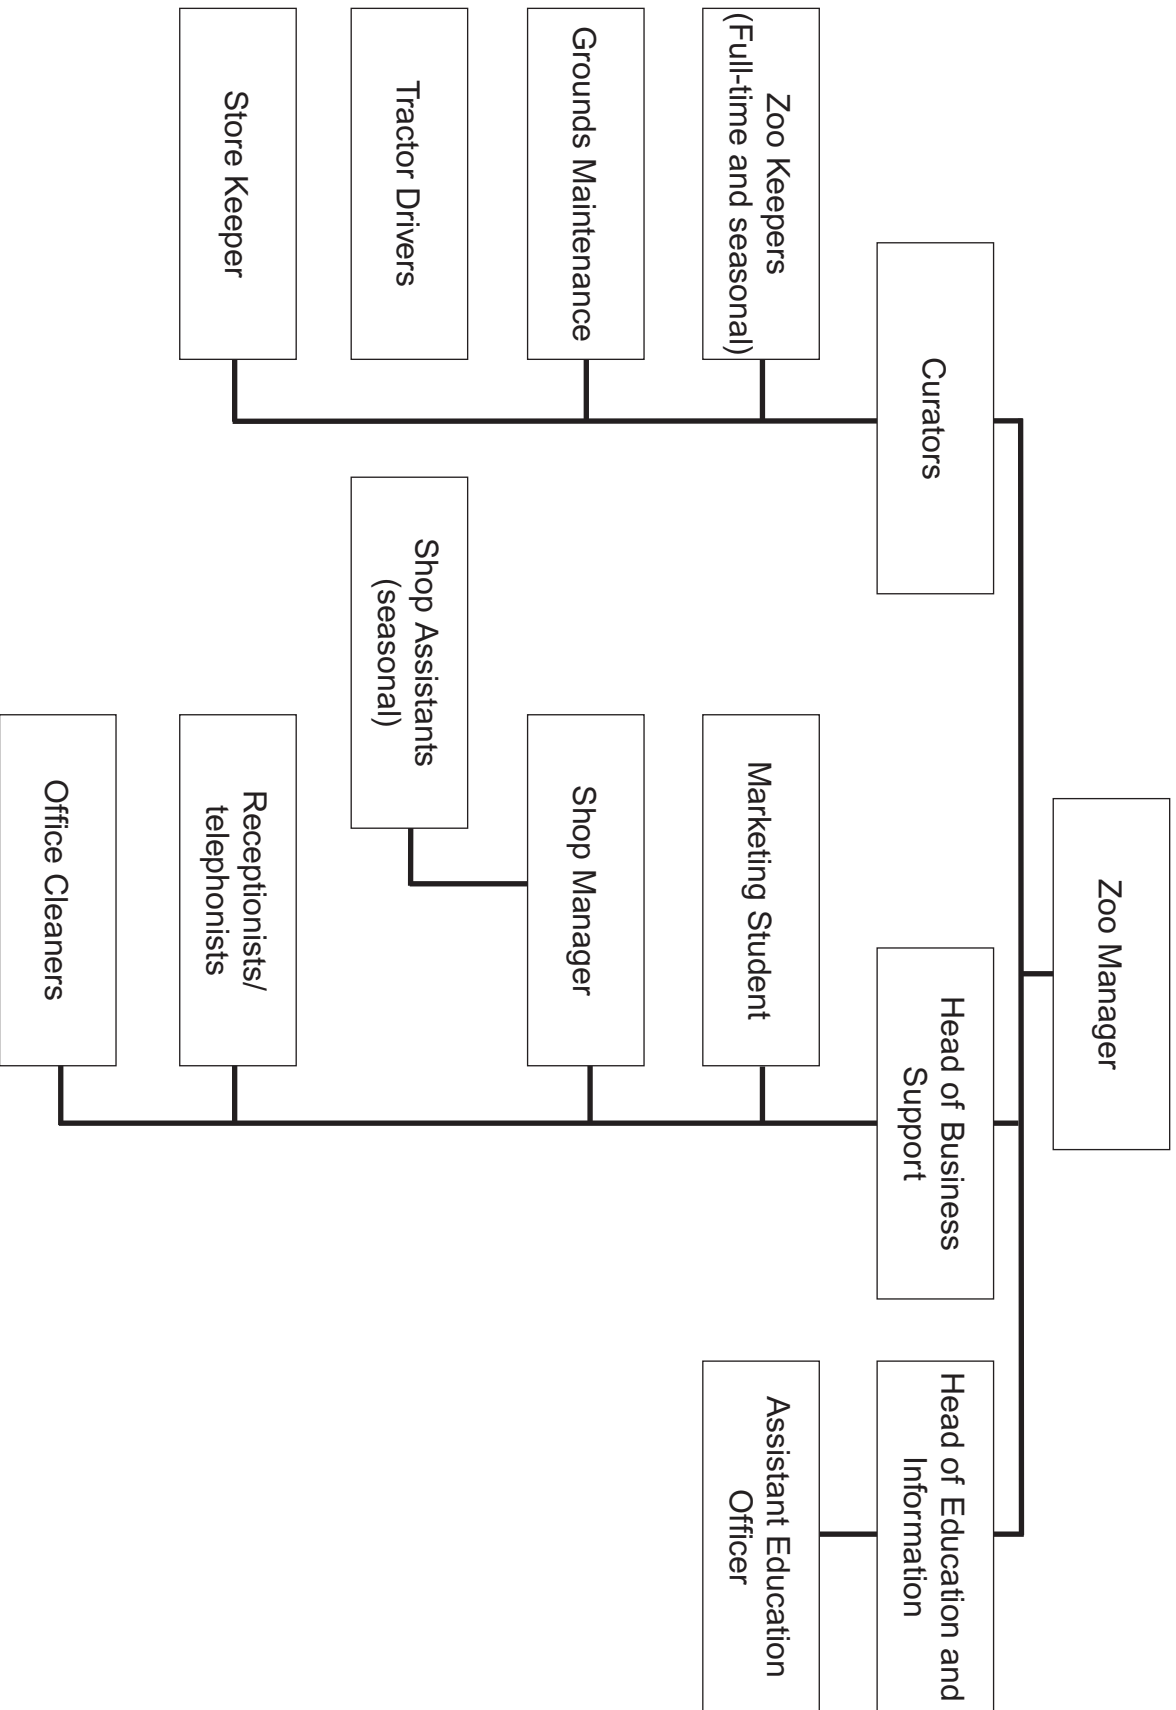 Zoo Manager
Curators
Head of Business
Support
Head of Education and
Information
Zoo Keepers
(Full-time and seasonal)
Marketing Student
Assistant Education
Officer
Grounds Maintenance
Shop Manager
Tractor Drivers
Shop Assistants
(seasonal)
Store Keeper
Receptionists/
telephonists
Office Cleaners